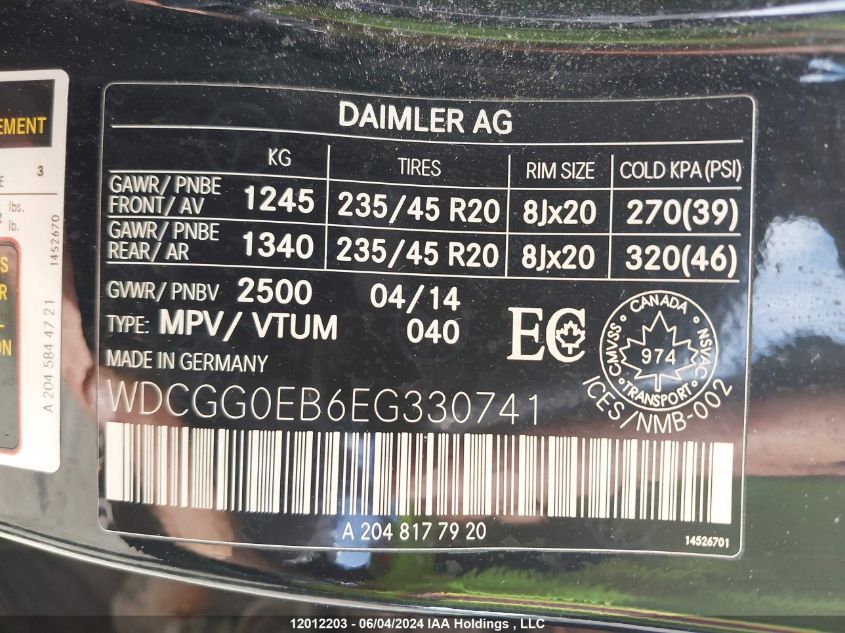 DAIMLER AG
KG TIRES RIM SIZE COLD KPA (PSI)
GAWR/ PNBE
FRONT/ AV 1245 235/45 R20 8Jx20 270(39)
GAWR/ PNBE
REAR/ AR 1340 235/45 R20 8Jx20 320(46)
GVWR/ PNBV 2500 04/14
TYPE: MPV/ VTUM 040
MADE IN GERMANY
WDCGG0EB6EG330741
EC
CANADA
CMVSS
NSVAC
974
TRANSPORT
ICES/NMB-002
A 204 817 79 20
14526701
EMENT
3
lbs.
lb.
1452670
A 204 584 47 21
12012203 - 06/04/2024 IAA Holdings , LLC